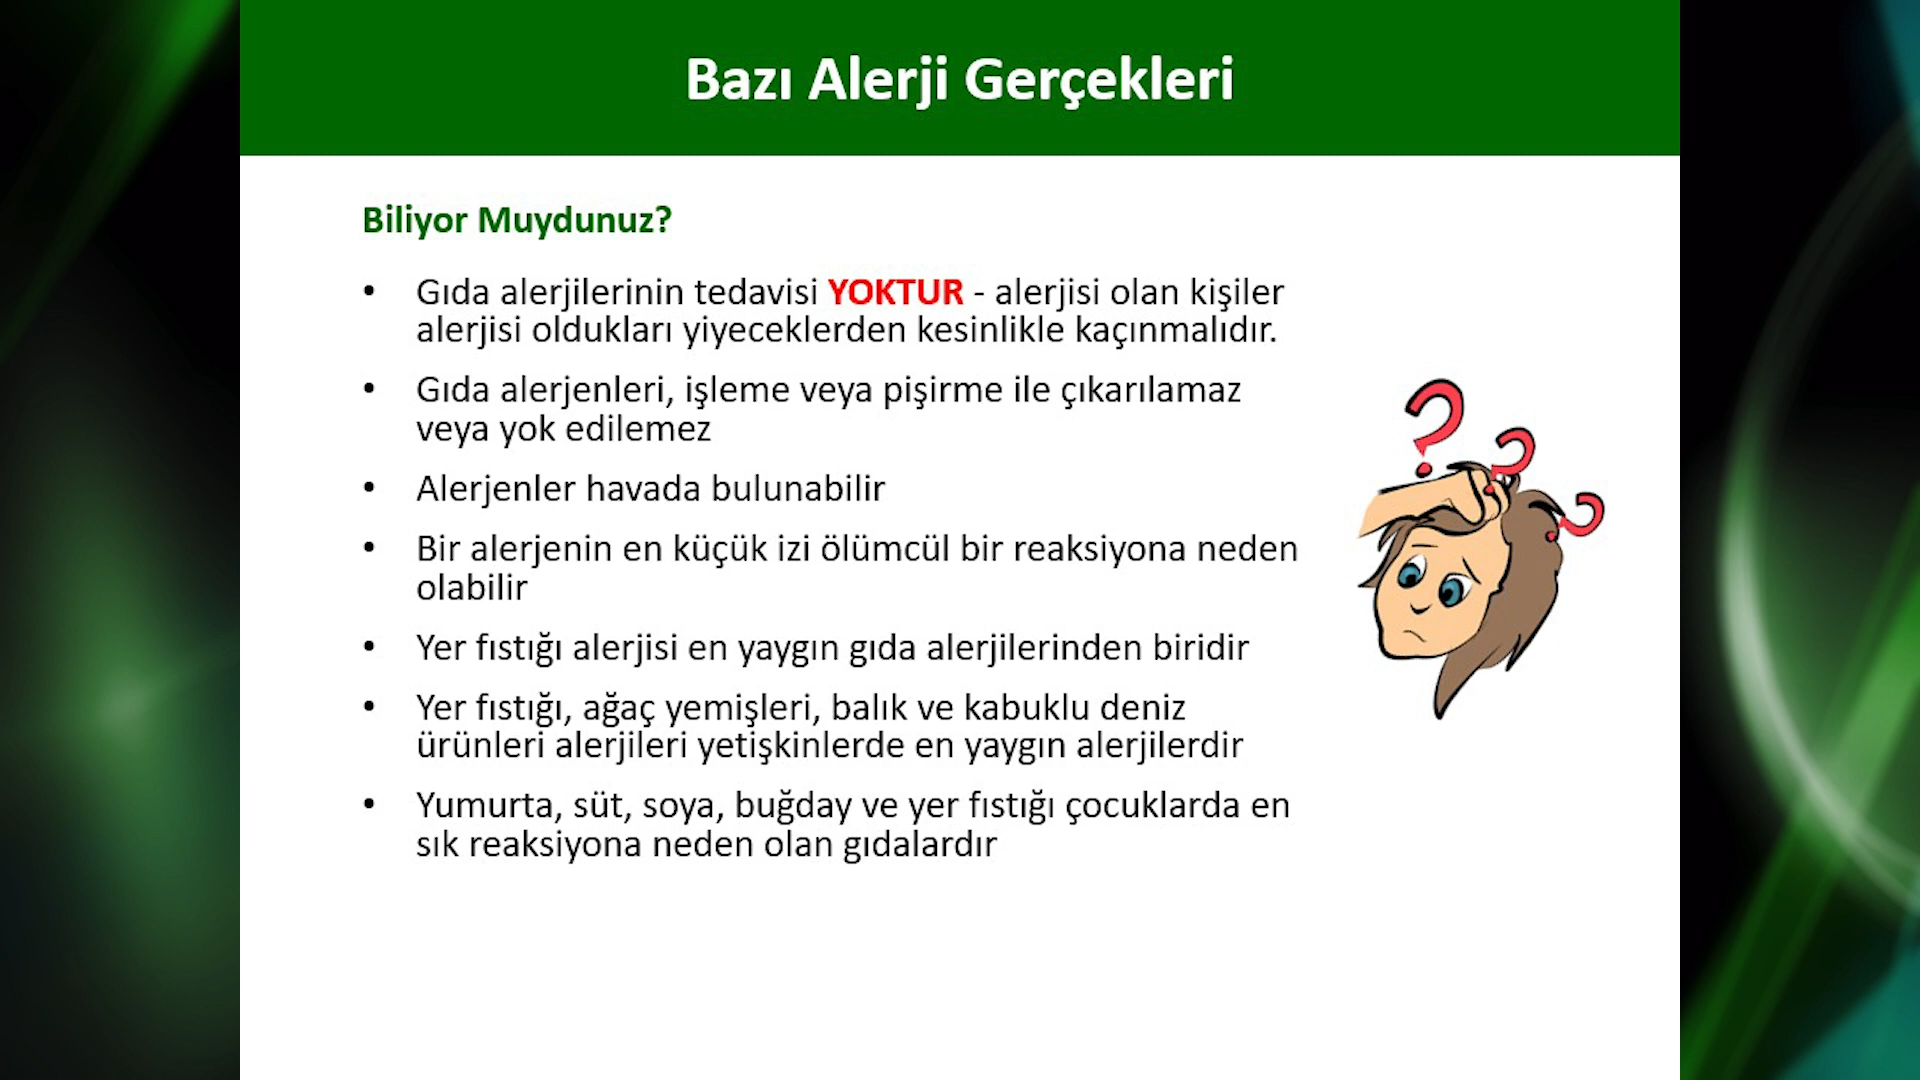 Bazı Alerji Gerçekleri
Biliyor Muydunuz?
• Gıda alerjilerinin tedavisi YOKTUR - alerjisi olan kişiler
alerjisi oldukları yiyeceklerden kesinlikle kaçınmalıdır.
• Gıda alerjenleri, işleme veya pişirme ile çıkarılamaz
veya yok edilemez
• Alerjenler havada bulunabilir
• Bir alerjenin en küçük izi ölümcül bir reaksiyona neden
olabilir
• Yer fıstığı alerjisi en yaygın gıda alerjilerinden biridir
• Yer fıstığı, ağaç yemişleri, balık ve kabuklu deniz
ürünleri alerjileri yetişkinlerde en yaygın alerjilerdir
• Yumurta, süt, soya, buğday ve yer fıstığı çocuklarda en
sık reaksiyona neden olan gıdalardır
? ? ?